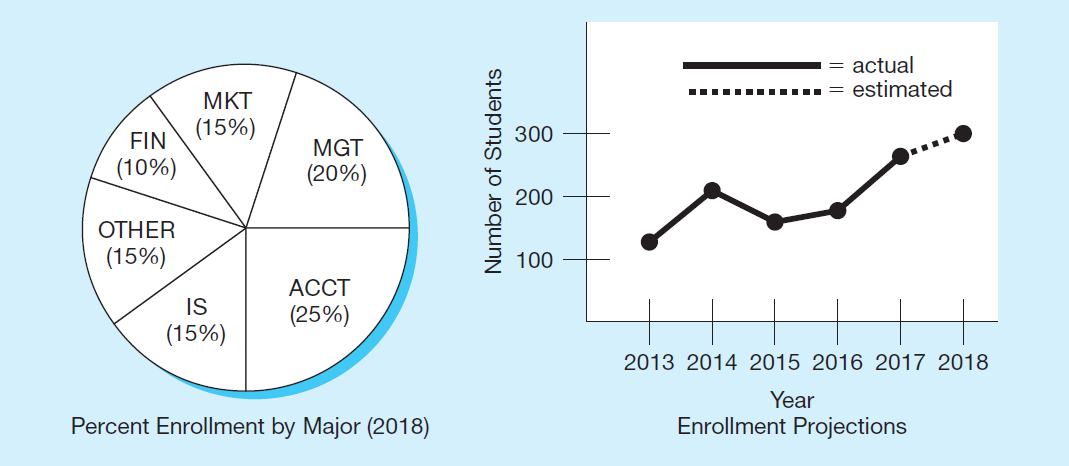 MKT
(15%)
MGT
(20%)
FIN
(10%)
OTHER
(15%)
IS
(15%)
ACCT
(25%)
Percent Enrollment by Major (2018)
Number of Students
= actual
= estimated
300
200
100
2013 2014 2015 2016 2017 2018
Year
Enrollment Projections